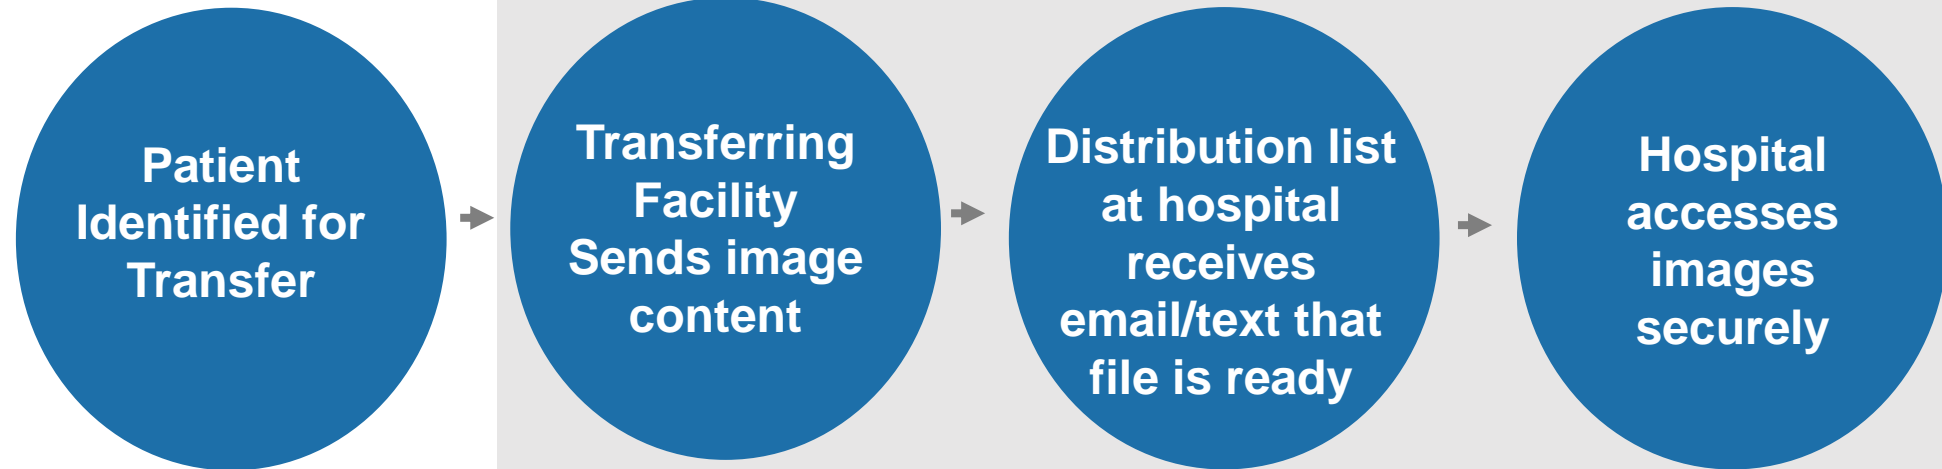 Patient
Identified for
Transfer
Transferring
Facility
Sends image
content
Distribution list
at hospital
receives
email/text that
file is ready
Hospital
accesses
images
securely